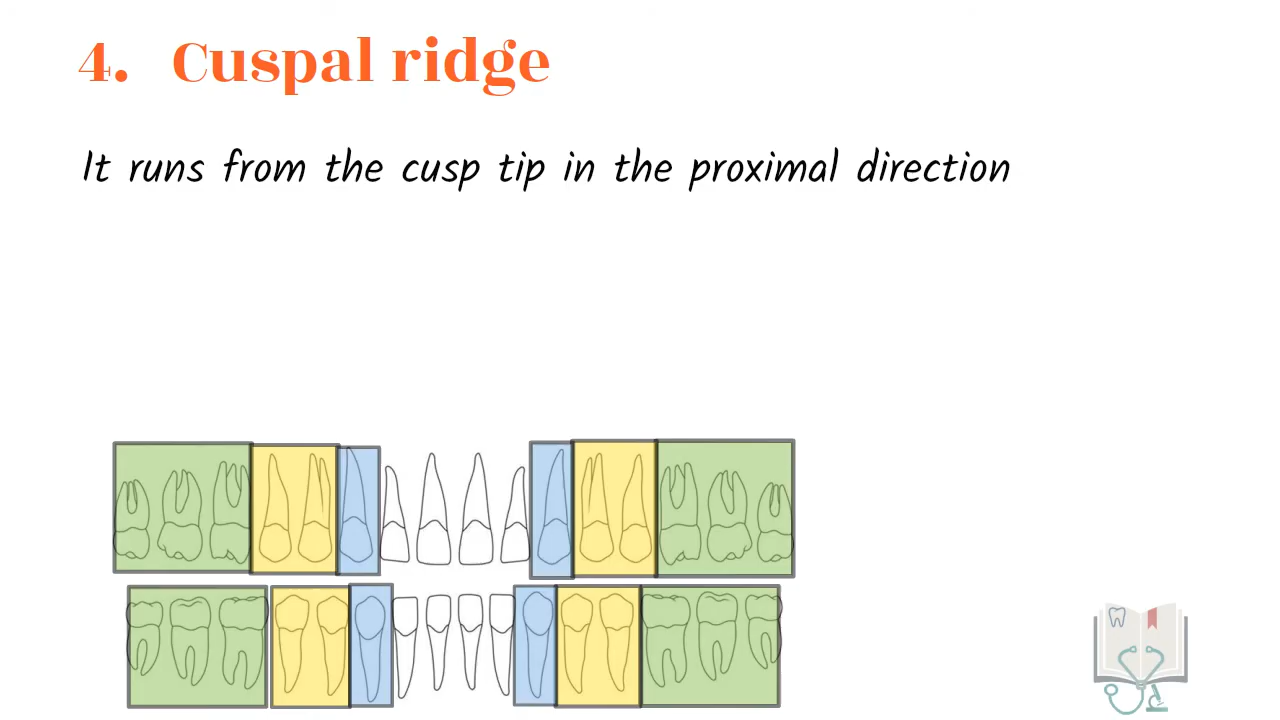 4. Cuspal ridge
It runs from the cusp tip in the proximal direction